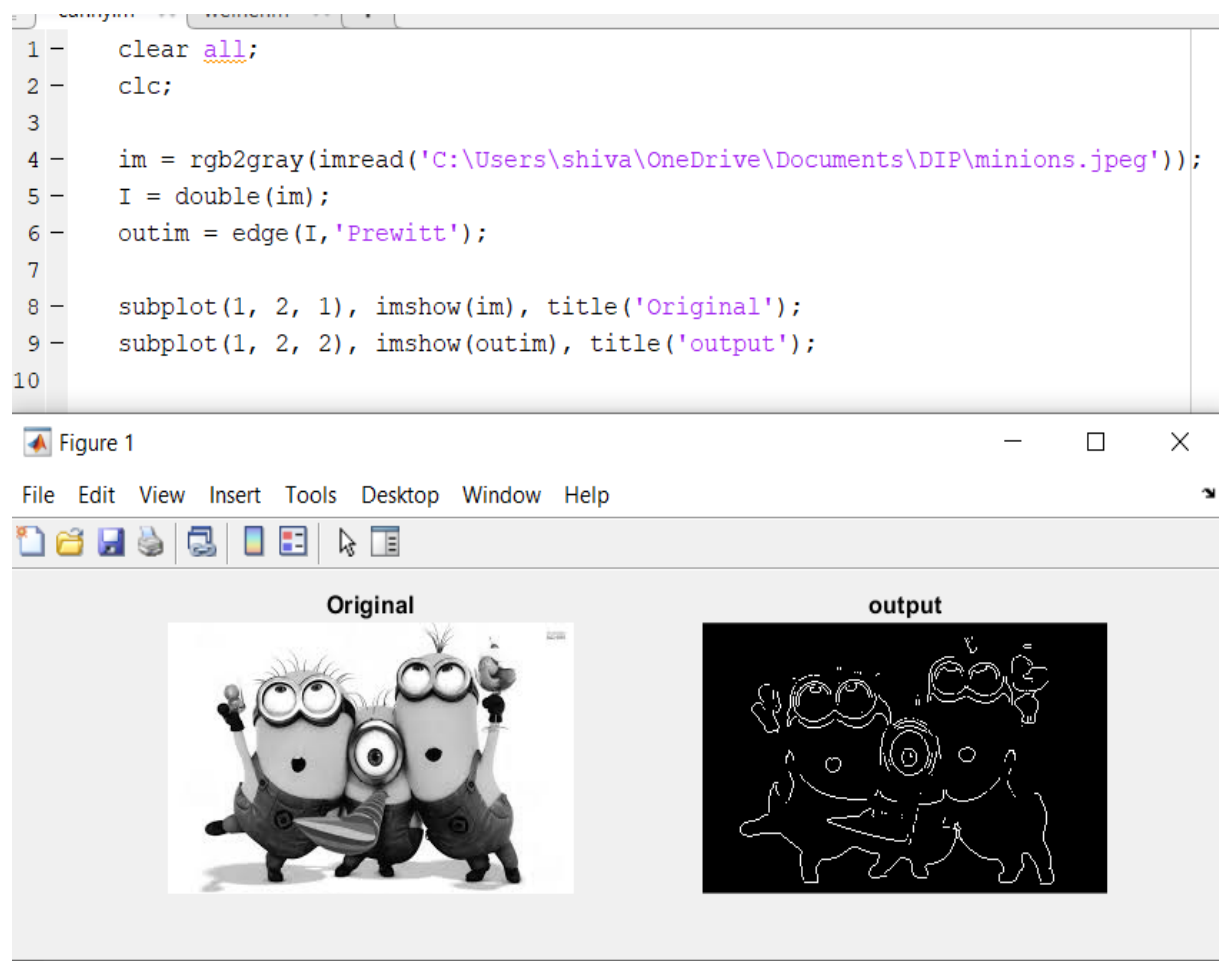 1 -   clear all;
2 -   clc;
3
4 -   im = rgb2gray(imread('C:\Users\shiva\OneDrive\Documents\DIP\minions.jpeg'));
5 -   I = double(im);
6 -   outim = edge(I,'Prewitt');
7
8 -   subplot(1, 2, 1), imshow(im), title('Original');
9 -   subplot(1, 2, 2), imshow(outim), title('output');
10
Figure 1
File Edit View Insert Tools Desktop Window Help
Original output